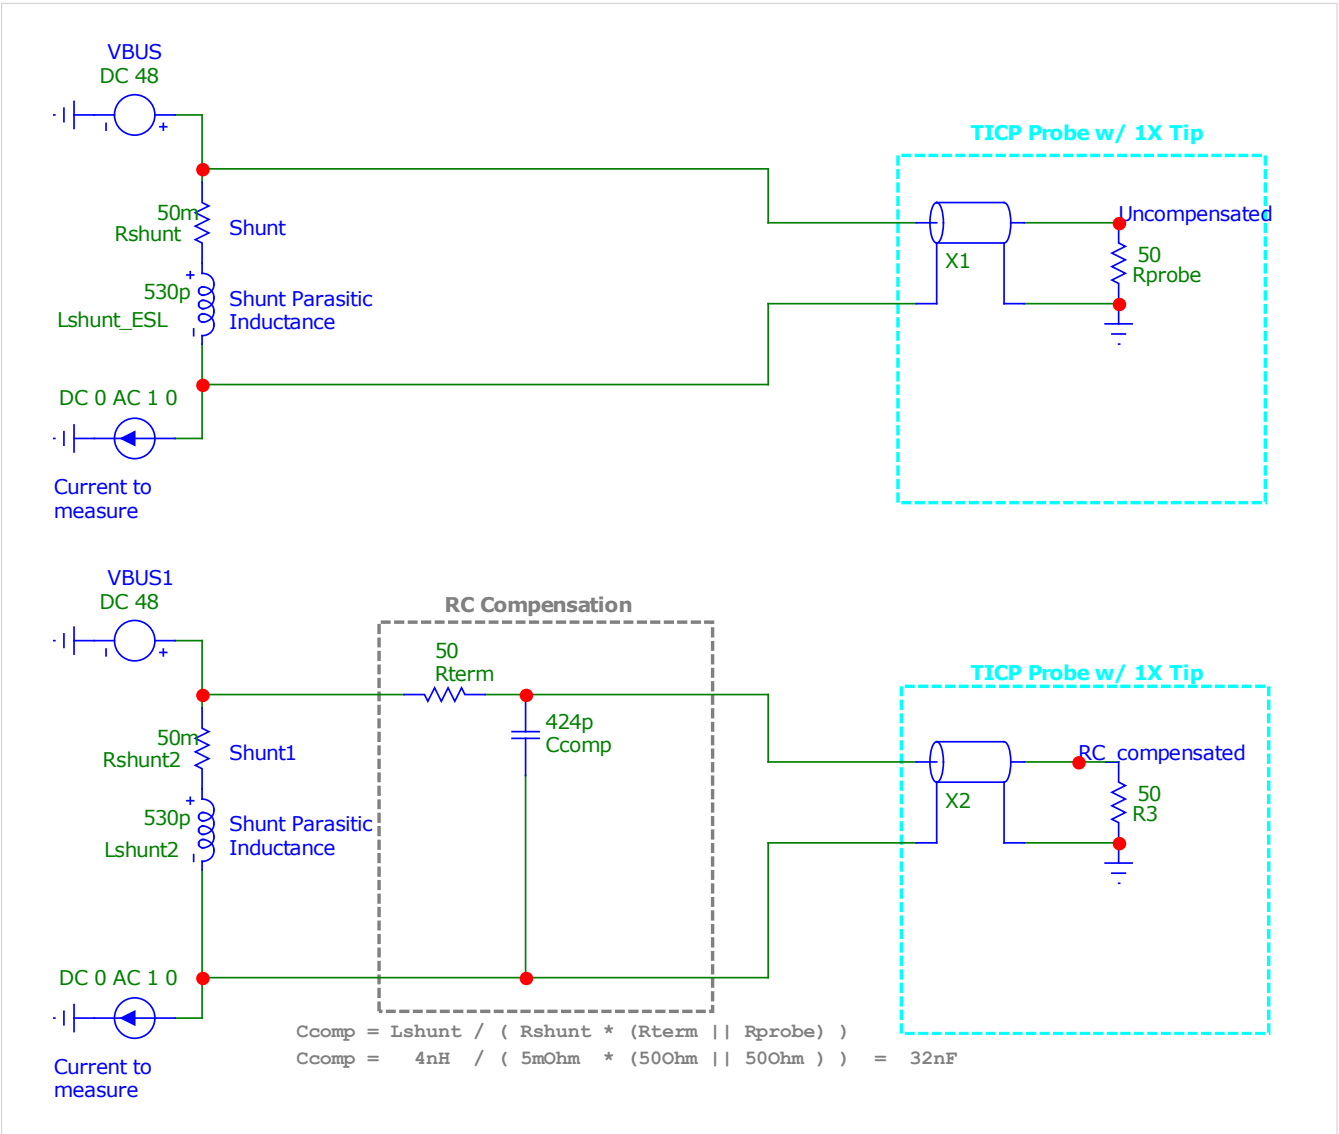 VBUS
DC 48
TICP Probe w/ 1X Tip
50m
Rshunt
Shunt
Uncompensated
X1
50
Rprobe
530p
Lshunt_ESL
Shunt Parasitic
Inductance
DC 0 AC 1 0
Current to
measure
VBUS1
DC 48
RC Compensation
50
Rterm
TICP Probe w/ 1X Tip
50m
Rshunt2
Shunt1
424p
Ccomp
RC_compensated
X2
50
R3
530p
Lshunt2
Shunt Parasitic
Inductance
DC 0 AC 1 0
Current to
measure
Ccomp = Lshunt / ( Rshunt * (Rterm || Rprobe) )
Ccomp = 4nH / ( 5mOhm * (50Ohm || 50Ohm ) ) = 32nF